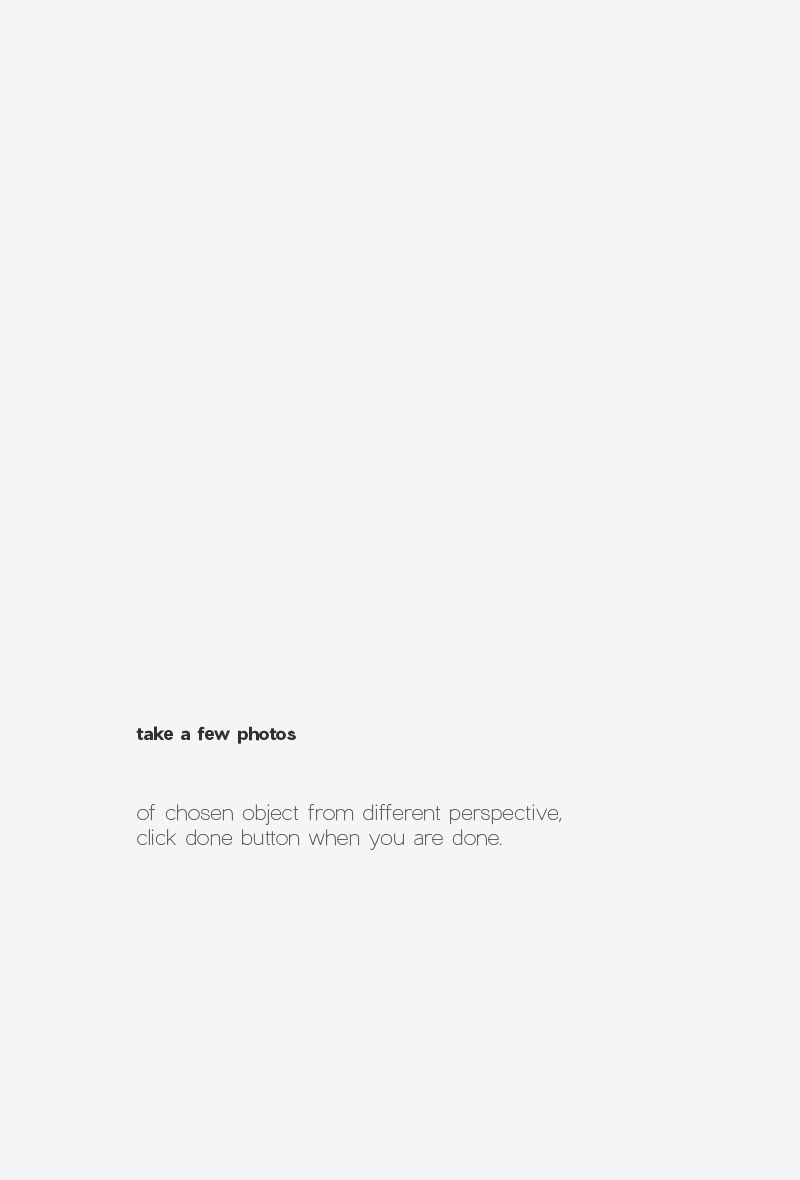 take a few photos
of chosen object from different perspective,
click done button when you are done.